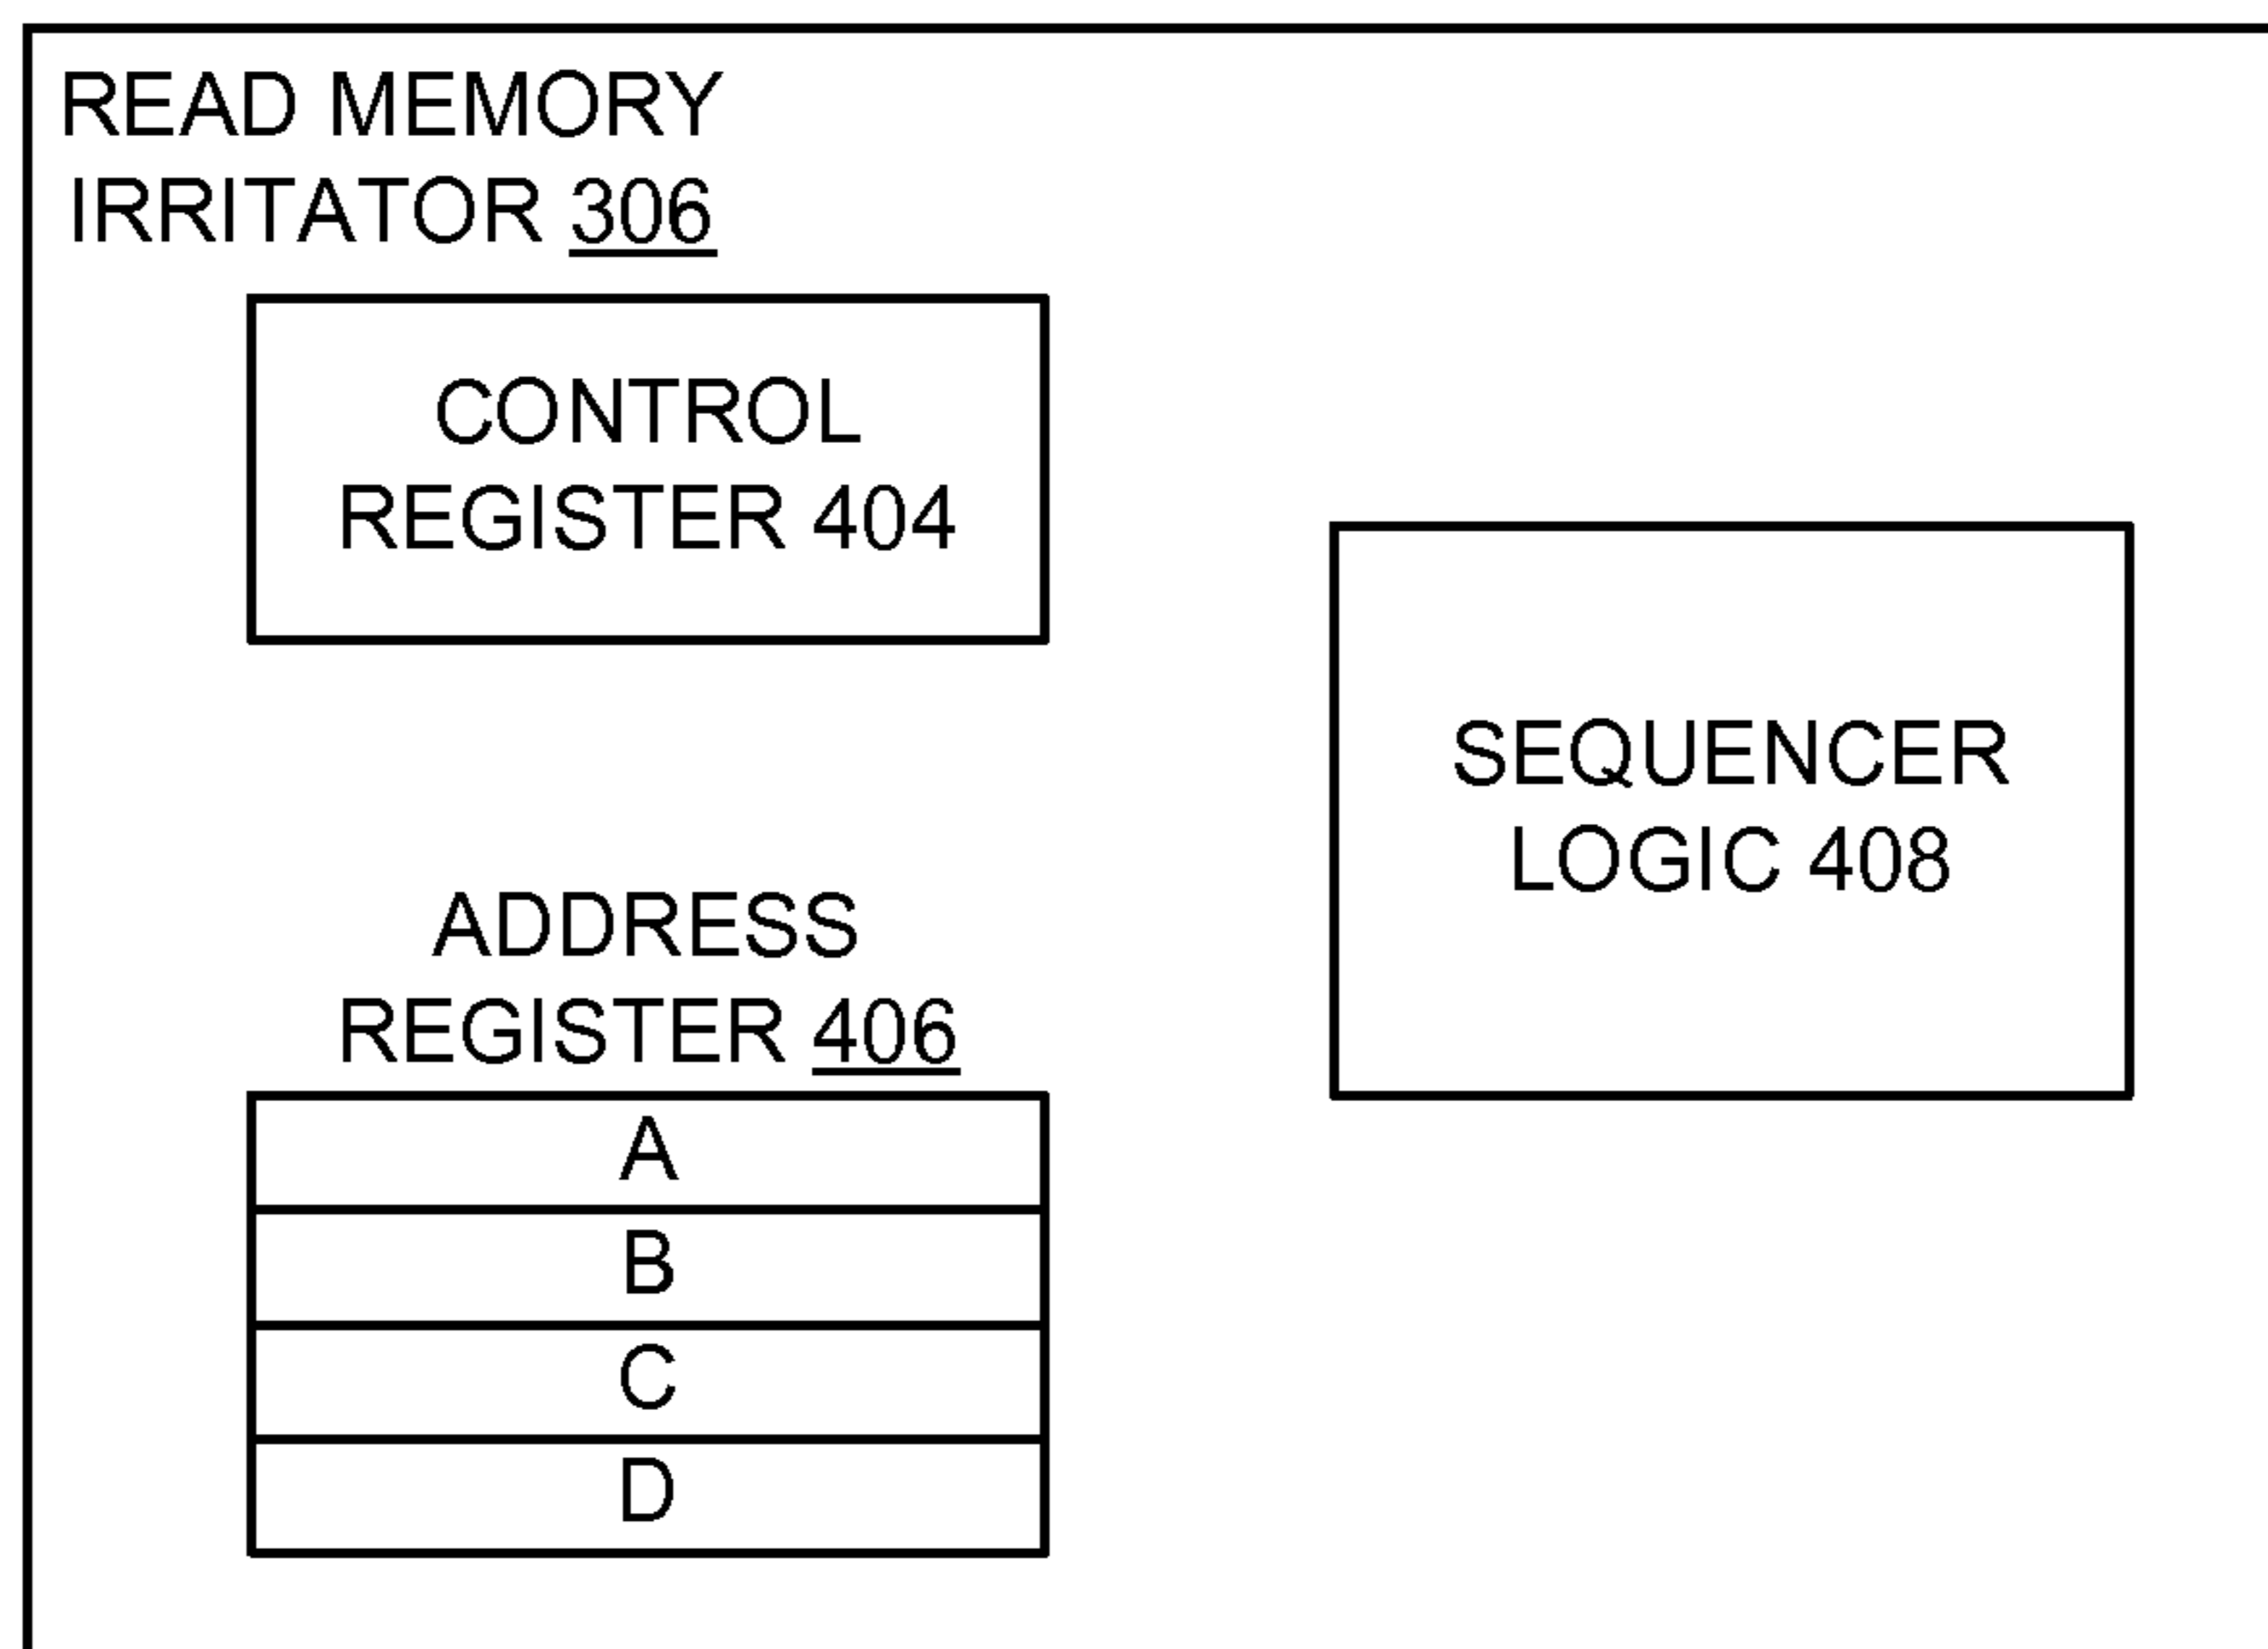 READ MEMORY
IRRITATOR 306
CONTROL
REGISTER 404
SEQUENCER
LOGIC 408
ADDRESS
REGISTER 406
A
B
C
D